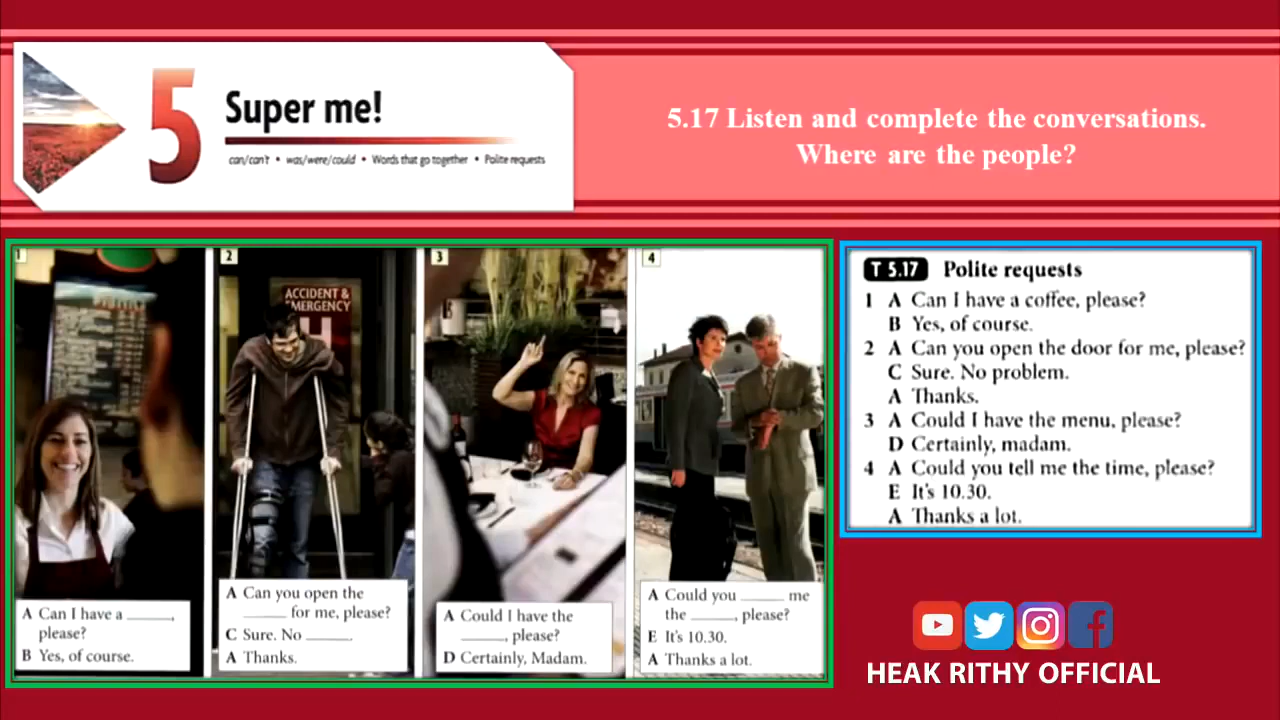 5 Super me!
can/can't • was/were/could • Words that go together • Polite requests
5.17 Listen and complete the conversations.
Where are the people?
1
ACCIDENT &
EMERGENCY
H
A Can I have a ______,
please?
B Yes, of course.
2
A Can you open the
______ for me, please?
C Sure. No ______.
A Thanks.
3
A Could I have the
______, please?
D Certainly, Madam.
4
A Could you ______ me
the ______, please?
E It's 10.30.
A Thanks a lot.
T 5.17 Polite requests
1 A Can I have a coffee, please?
B Yes, of course.
2 A Can you open the door for me, please?
C Sure. No problem.
A Thanks.
3 A Could I have the menu, please?
D Certainly, madam.
4 A Could you tell me the time, please?
E It's 10.30.
A Thanks a lot.
HEAK RITHY OFFICIAL